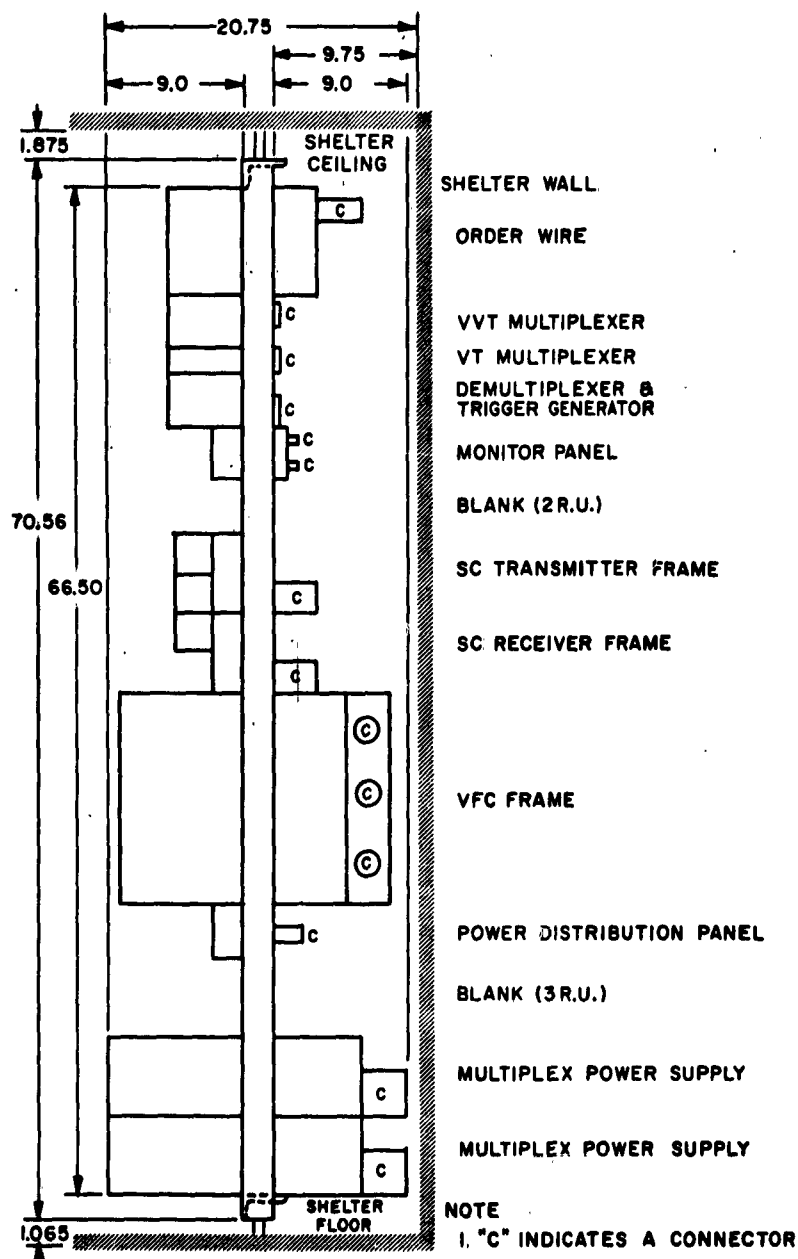 20.75
9.75
9.0
9.0
1.875
SHELTER
CEILING
SHELTER WALL
C
ORDER WIRE
C
VVT MULTIPLEXER
C
VT MULTIPLEXER
DEMULTIPLEXER &
TRIGGER GENERATOR
C
C
MONITOR PANEL
C
BLANK (2 R.U.)
70.56
66.50
SC TRANSMITTER FRAME
C
SC RECEIVER FRAME
C
C
C
VFC FRAME
C
POWER DISTRIBUTION PANEL
C
BLANK (3 R.U.)
MULTIPLEX POWER SUPPLY
C
MULTIPLEX POWER SUPPLY
C
SHELTER
FLOOR
1.065
NOTE
1. "C" INDICATES A CONNECTOR